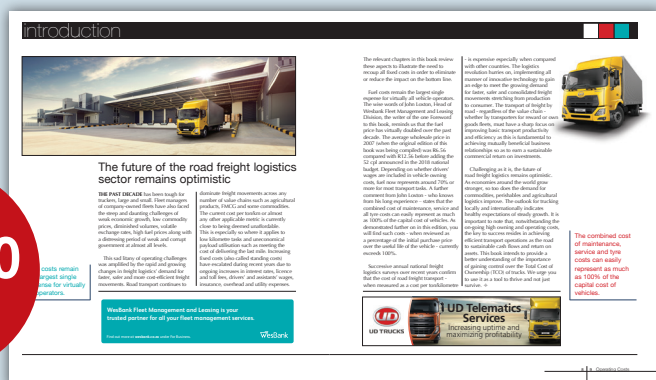 introduction
The future of the road freight logistics
sector remains optimistic
THE PAST DECADE has been tough for
truckers, large and small. Fleet managers
of company-owned fleets have also faced
the steep and daunting challenges of
weak economic growth, low commodity
prices, diminished volumes, volatile
exchange rates, high fuel prices along with
a distressing period of weak and corrupt
government at almost all levels.
This sad litany of operating challenges
was amplified by the rapid and growing
changes in freight logistics' demand for
faster, safer and more cost-efficient freight
movements. Road transport continues to
dominate freight movements across any
number of value chains such as agricultural
products, FMCG and some commodities.
The current cost per tonkm or almost
any other applicable metric is currently
close to being deemed unaffordable.
This is especially so where it applies to
low kilometre tasks and uneconomical
payload utilisation such as meeting the
cost of delivering the last mile. Increasing
fixed costs (also called standing costs)
have escalated during recent years due to
ongoing increases in interest rates, licence
and toll fees, drivers' and assistants' wages,
insurance, overhead and utility expenses.
The relevant chapters in this book review
these aspects to illustrate the need to
recoup all fixed costs in order to eliminate
or reduce the impact on the bottom line.
Fuel costs remain the largest single
expense for virtually all vehicle operators.
The wise words of John Loxton, Head of
Wesbank Fleet Management and Leasing
Division, the writer of the Foreword
to this book, reminds us that the fuel
price has virtually doubled over the past
decade. The average wholesale price in
2007 (when the original edition of this
book was being compiled) was R6.56
compared with R12.56 before adding the
52 cpl announced in the 2018 national
budget. Depending on whether drivers'
wages are included in vehicle owning
costs, fuel now represents around 70% or
more for most transport tasks. A further
comment from John Loxton – who knows
from his long experience – states that the
combined cost of maintenance, service and
all tyre costs can easily represent as much
as 100% of the capital cost of vehicles. As
demonstrated further on in this edition, you
will find such costs - when reviewed as
a percentage of the initial purchase price
over the useful life of the vehicle - currently
exceeds 100%.
Successive annual national freight
logistics surveys over recent years confirm
that the cost of road freight transport -
when measured as a cost per tonkilometre
- is expensive especially when compared
with other countries. The logistics
revolution hurries on, implementing all
manner of innovative technology to gain
an edge to meet the growing demand
for faster, safer and consolidated freight
movements stretching from production
to consumer. The transport of freight by
road - regardless of the value chain -
whether by transporters for reward or own
goods fleets, must have a sharp focus on
improving basic transport productivity
and efficiency as this is fundamental to
achieving mutually beneficial business
relationships so as to earn a sustainable
commercial return on investments.
Challenging as it is, the future of
road freight logistics remains optimistic.
As economies around the world grow
stronger, so too does the demand for
commodities, perishables and agricultural
logistics improve. The outlook for trucking
locally and internationally indicates
healthy expectations of steady growth. It is
important to note that, notwithstanding the
on-going high owning and operating costs,
the key to success resides in achieving
efficient transport operations as the road
to sustainable cash flows and return on
assets. This book intends to provide a
better understanding of the importance
of gaining control over the Total Cost of
Ownership (TCO) of trucks. We urge you
to use it as a tool to thrive and not just
survive.
0
costs remain
largest single
nse for virtually
operators.
The combined cost
of maintenance,
service and tyre
costs can easily
represent as much
as 100% of the
capital cost of
vehicles.
WesBank Fleet Management and Leasing is your
trusted partner for all your fleet management services.
WesBank
UD TRUCKS
UD Telematics
Services
Increasing uptime and
maximizing profitability
Operating Costs